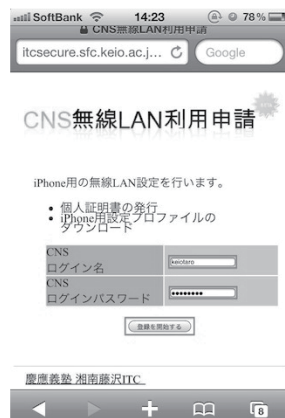 SoftBank 14:23 78%
CNS無線LAN利用申請
itcsecure.sfc.keio.ac.j... Google
CNS無線LAN利用申請
iPhone用の無線LAN設定を行います。
• 個人証明書の発行
• iPhone用設定プロファイルの
ダウンロード
CNS
ログイン名 keiotaro
CNS
ログインパスワード ••••••••
登録を開始する
慶應義塾 湘南藤沢ITC
8